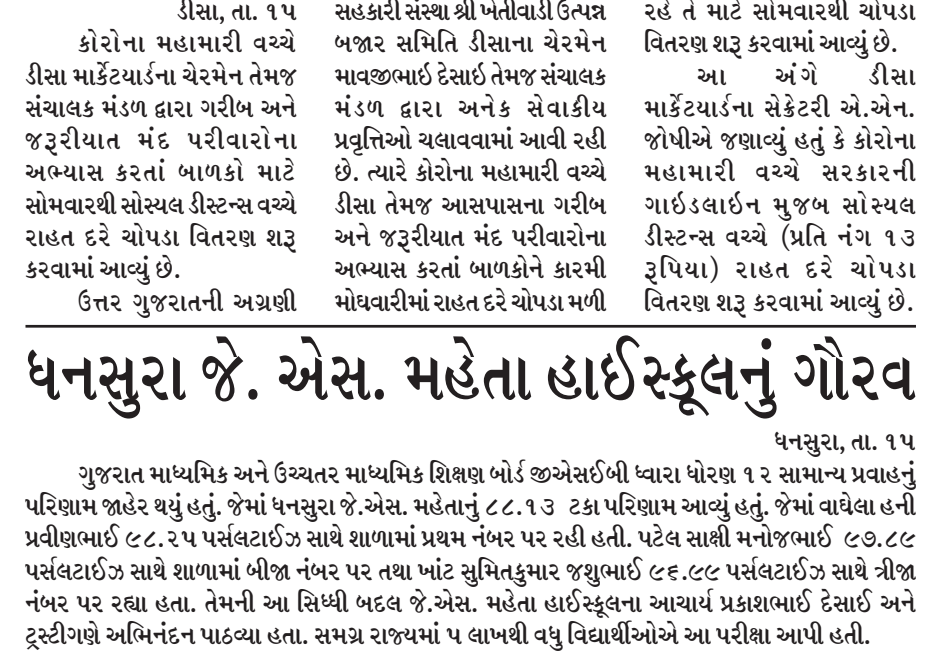 ડીસા, તા. ૧૫
કોરોના મહામારી વચ્ચે
ડીસા માર્કેટયાર્ડના ચેરમેન તેમજ
સંચાલક મંડળ દ્વારા ગરીબ અને
જરૂરીયાત મંદ પરીવારોના
અભ્યાસ કરતાં બાળકો માટે
સોમવારથી સોસ્યલ ડીસ્ટન્સ વચ્ચે
રાહત દરે ચોપડા વિતરણ શરૂ
કરવામાં આવ્યું છે.
ઉત્તર ગુજરાતની અગ્રણી
સહકારી સંસ્થા શ્રી ખેતીવાડી ઉત્પન્ન
બજાર સમિતિ ડીસાના ચેરમેન
માવજીભાઇ દેસાઇ તેમજ સંચાલક
મંડળ દ્વારા અનેક સેવાકીય
પ્રવૃત્તિઓ ચલાવવામાં આવી રહી
છે. ત્યારે કોરોના મહામારી વચ્ચે
ડીસા તેમજ આસપાસના ગરીબ
અને જરૂરીયાત મંદ પરીવારોના
અભ્યાસ કરતાં બાળકોને કારમી
મોઘવારીમાં રાહત દરે ચોપડા મળી
રહે તે માટે સોમવારથી ચોપડા
વિતરણ શરૂ કરવામાં આવ્યું છે.
આ અંગે ડીસા
માર્કેટયાર્ડના સેક્રેટરી એ.એન.
જોષીએ જણાવ્યું હતું કે કોરોના
મહામારી વચ્ચે સરકારની
ગાઇડલાઇન મુજબ સોસ્યલ
ડીસ્ટન્સ વચ્ચે (પ્રતિ નંગ ૧૩
રૂપિયા) રાહત દરે ચોપડા
વિતરણ શરૂ કરવામાં આવ્યું છે.
ધનસુરા જે. એસ. મહેતા હાઈસ્કૂલનું ગૌરવ
ધનસુરા, તા. ૧૫
ગુજરાત માધ્યમિક અને ઉચ્ચતર માધ્યમિક શિક્ષણ બોર્ડ જીએસઈબી ધ્વારા ધોરણ ૧૨ સામાન્ય પ્રવાહનું
પરિણામ જાહેર થયું હતું. જેમાં ધનસુરા જે.એસ. મહેતાનું ૮૮.૧૩ ટકા પરિણામ આવ્યું હતું. જેમાં વાઘેલા હની
પ્રવીણભાઈ ૯૮.૨૫ પર્સલટાઈઝ સાથે શાળામાં પ્રથમ નંબર પર રહી હતી. પટેલ સાક્ષી મનોજભાઈ ૯૭.૮૯
પર્સલટાઈઝ સાથે શાળામાં બીજા નંબર પર તથા ખાંટ સુમિતકુમાર જશુભાઈ ૯૬.૯૯ પર્સલટાઈઝ સાથે ત્રીજા
નંબર પર રહ્યા હતા. તેમની આ સિધ્ધી બદલ જે.એસ. મહેતા હાઈસ્કૂલના આચાર્ય પ્રકાશભાઈ દેસાઈ અને
ટ્રસ્ટીગણે અભિનંદન પાઠવ્યા હતા. સમગ્ર રાજ્યમાં ૫ લાખથી વધુ વિદ્યાર્થીઓએ આ પરીક્ષા આપી હતી.